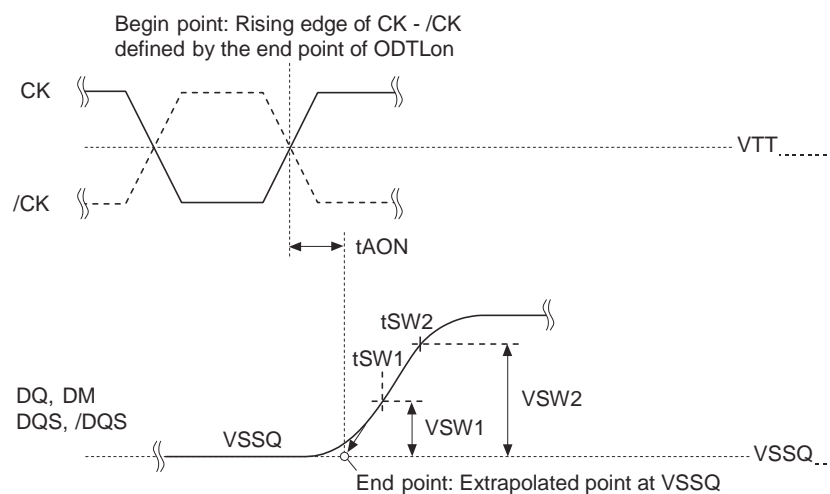 Begin point: Rising edge of CK - /CK
defined by the end point of ODTLon
CK
VTT
/CK
tAON
tSW2
tSW1
DQ, DM
DQS, /DQS
VSW2
VSW1
VSSQ
VSSQ
End point: Extrapolated point at VSSQ